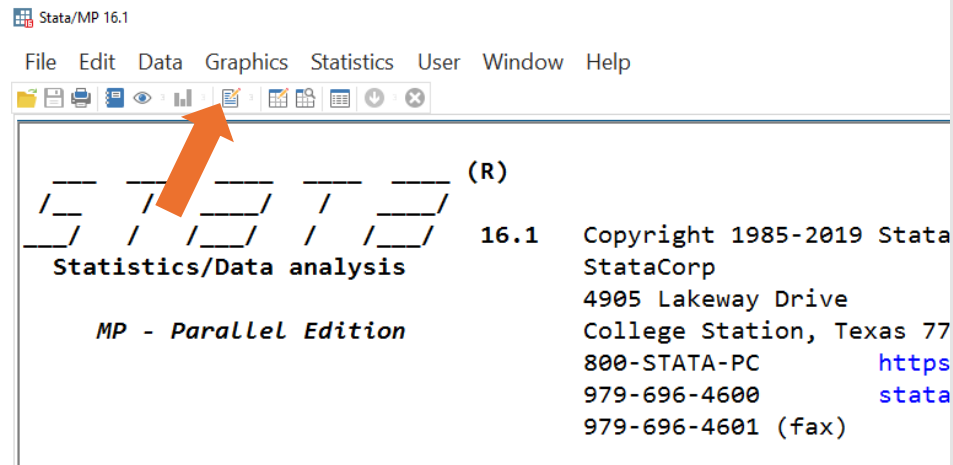 Stata/MP 16.1
File Edit Data Graphics Statistics User Window Help
(R)
16.1 Copyright 1985-2019 Stata
Statistics/Data analysis StataCorp
4905 Lakeway Drive
MP - Parallel Edition College Station, Texas 77
800-STATA-PC https
979-696-4600 stata
979-696-4601 (fax)